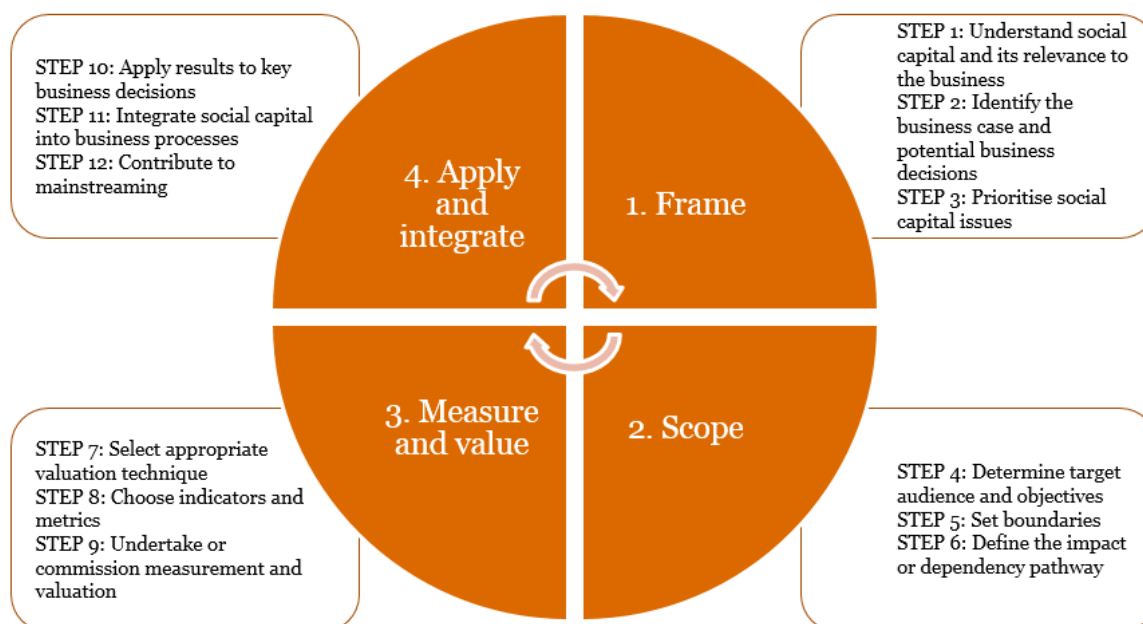 STEP 10: Apply results to key
business decisions
STEP 11: Integrate social capital
into business processes
STEP 12: Contribute to
mainstreaming
4. Apply
and
integrate
STEP 1: Understand social
capital and its relevance to
the business
STEP 2: Identify the
business case and
potential business
decisions
STEP 3: Prioritise social
capital issues
1. Frame
3. Measure
and value
2. Scope
STEP 7: Select appropriate
valuation technique
STEP 8: Choose indicators and
metrics
STEP 9: Undertake or
commission measurement and
valuation
STEP 4: Determine target
audience and objectives
STEP 5: Set boundaries
STEP 6: Define the impact
or dependency pathway